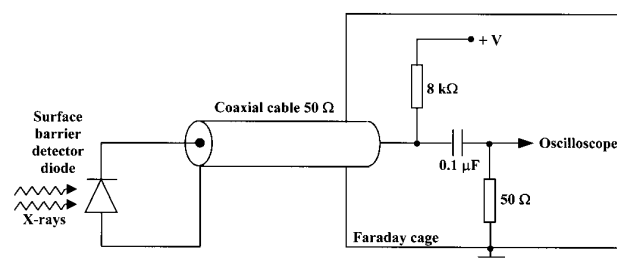 + V
8 kΩ
Coaxial cable 50 Ω
Surface
barrier
detector
diode
X-rays
0.1 μF
Oscilloscope
50 Ω
Faraday cage